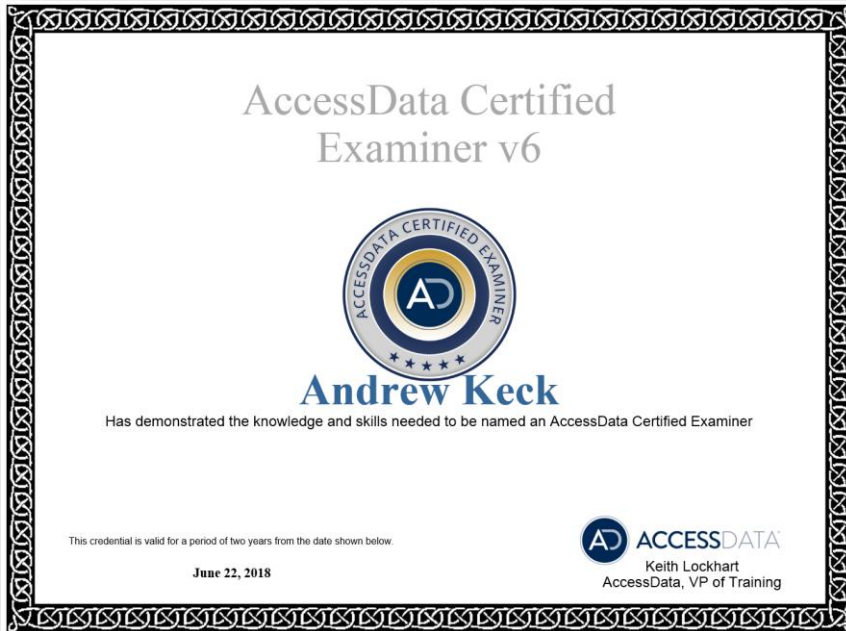 AccessData Certified
Examiner v6
ACCESSDATA CERTIFIED EXAMINER
AD
Andrew Keck
Has demonstrated the knowledge and skills needed to be named an AccessData Certified Examiner
This credential is valid for a period of two years from the date shown below.
June 22, 2018
AD ACCESSDATA
Keith Lockhart
AccessData, VP of Training